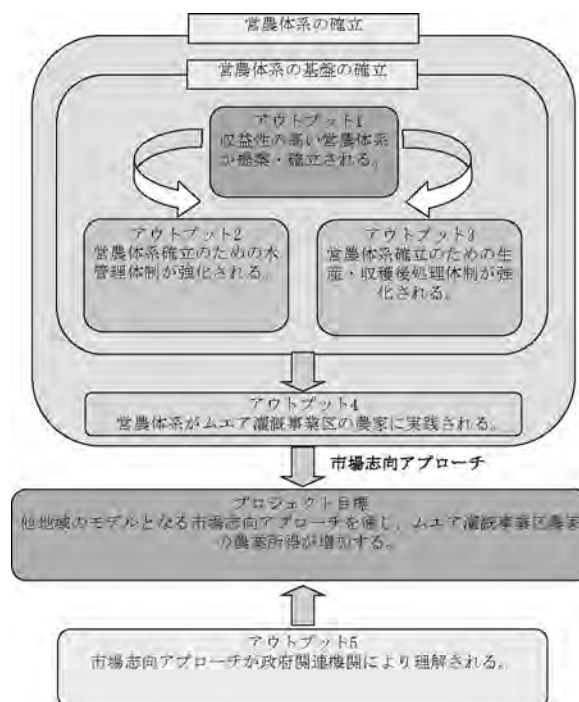 営農体系の確立
営農体系の基盤の確立
アウトプット1
収益性の高い営農体系
が提案・確立される。
アウトプット2
営農体系確立のための水
管理体制が強化される。
アウトプット3
営農体系確立のための生
産・収穫後処理体制が強
化される。
アウトプット4
営農体系がムエア灌漑事業区の農家に実践される。
市場志向アプローチ
プロジェクト目標
他地域のモデルとなる市場志向アプローチを通し、ムエア灌漑事業区農家
の農業所得が増加する。
アウトプット5
市場志向アプローチが政府関連機関により理解される。